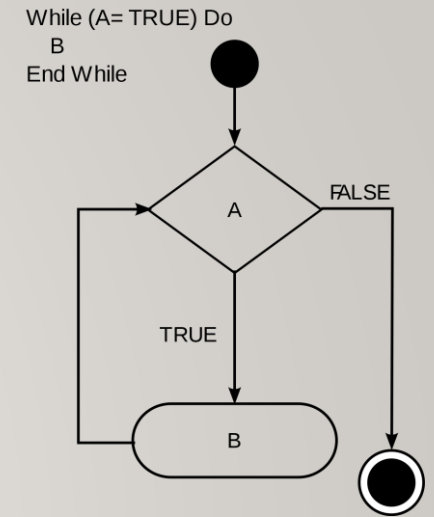 While (A= TRUE) Do
B
End While
A
FALSE
TRUE
B